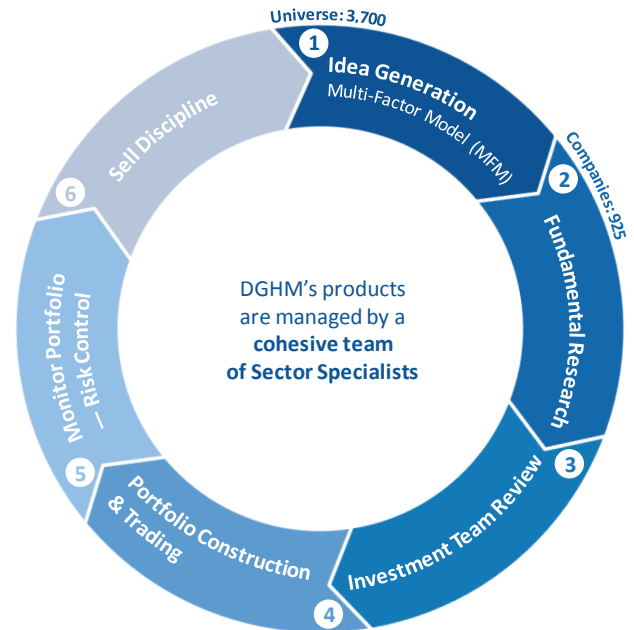 Universe: 3,700
1
Idea Generation
Multi-Factor Model (MFM)
Companies: 925
2
Fundamental Research
3
Investment Team Review
4
Portfolio Construction
& Trading
5
Monitor Portfolio
— Risk Control
6
Sell Discipline
DGHM’s products
are managed by a
cohesive team
of Sector Specialists